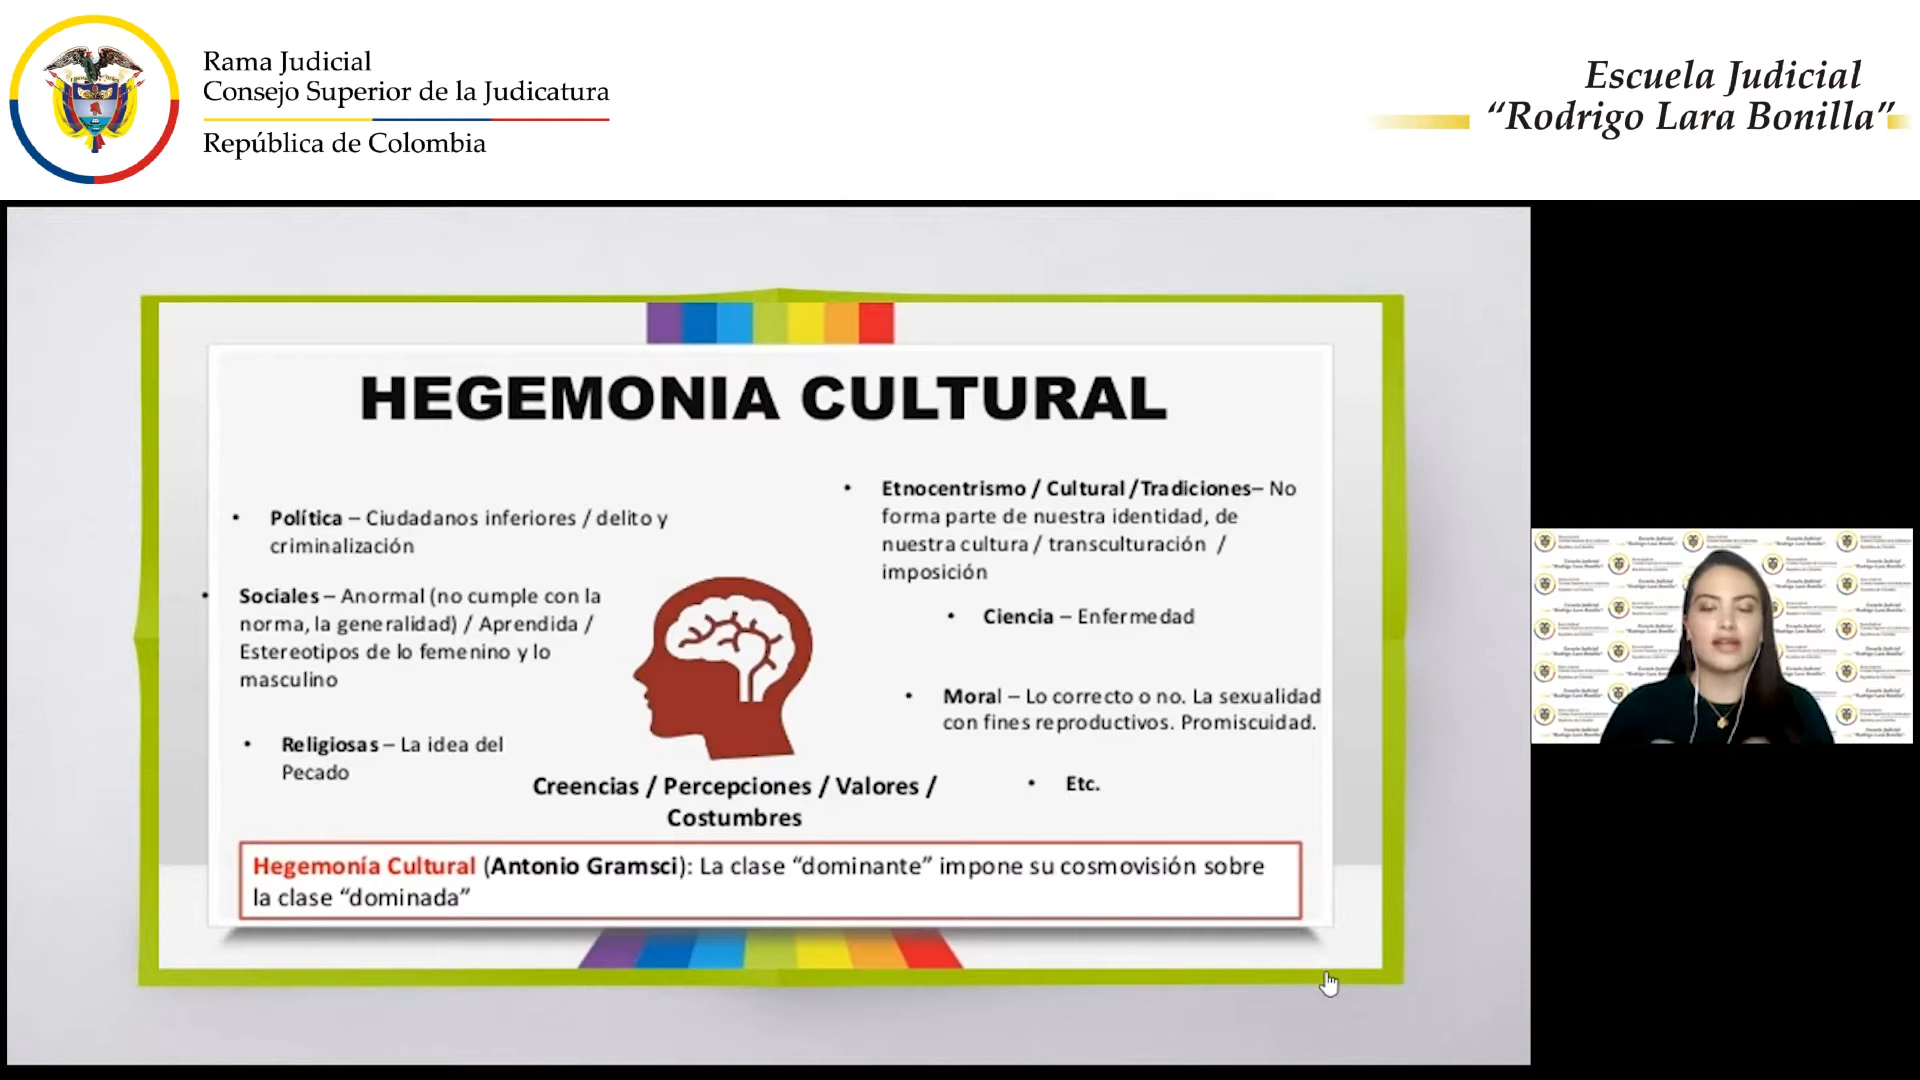 Rama Judicial
Consejo Superior de la Judicatura
República de Colombia
Escuela Judicial
“Rodrigo Lara Bonilla”
HEGEMONIA CULTURAL
• Política – Ciudadanos inferiores / delito y
criminalización
• Sociales – Anormal (no cumple con la
norma, la generalidad) / Aprendida /
Estereotipos de lo femenino y lo
masculino
• Religiosas – La idea del
Pecado
• Etnocentrismo / Cultural /Tradiciones– No
forma parte de nuestra identidad, de
nuestra cultura / transculturación /
imposición
• Ciencia – Enfermedad
• Moral – Lo correcto o no. La sexualidad
con fines reproductivos. Promiscuidad.
• Etc.
Creencias / Percepciones / Valores /
Costumbres
Hegemonía Cultural (Antonio Gramsci): La clase “dominante” impone su cosmovisión sobre
la clase “dominada”